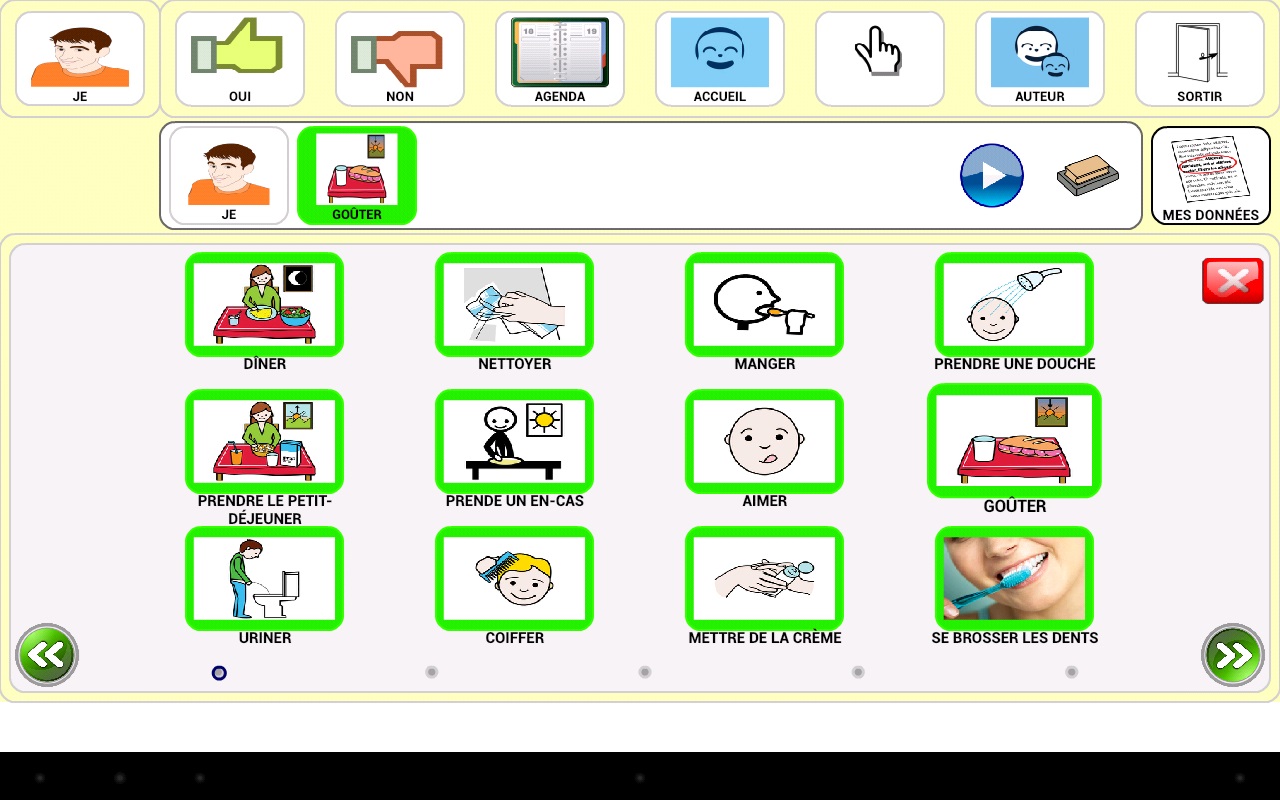 JE
OUI
NON
AGENDA
ACCUEIL
AUTEUR
SORTIR
18
19
JE
GOÛTER
MES DONNÉES
DÎNER
NETTOYER
MANGER
PRENDRE UNE DOUCHE
PRENDRE LE PETIT-
DÉJEUNER
PRENDE UN EN-CAS
AIMER
GOÛTER
URINER
COIFFER
METTRE DE LA CRÈME
SE BROSSER LES DENTS